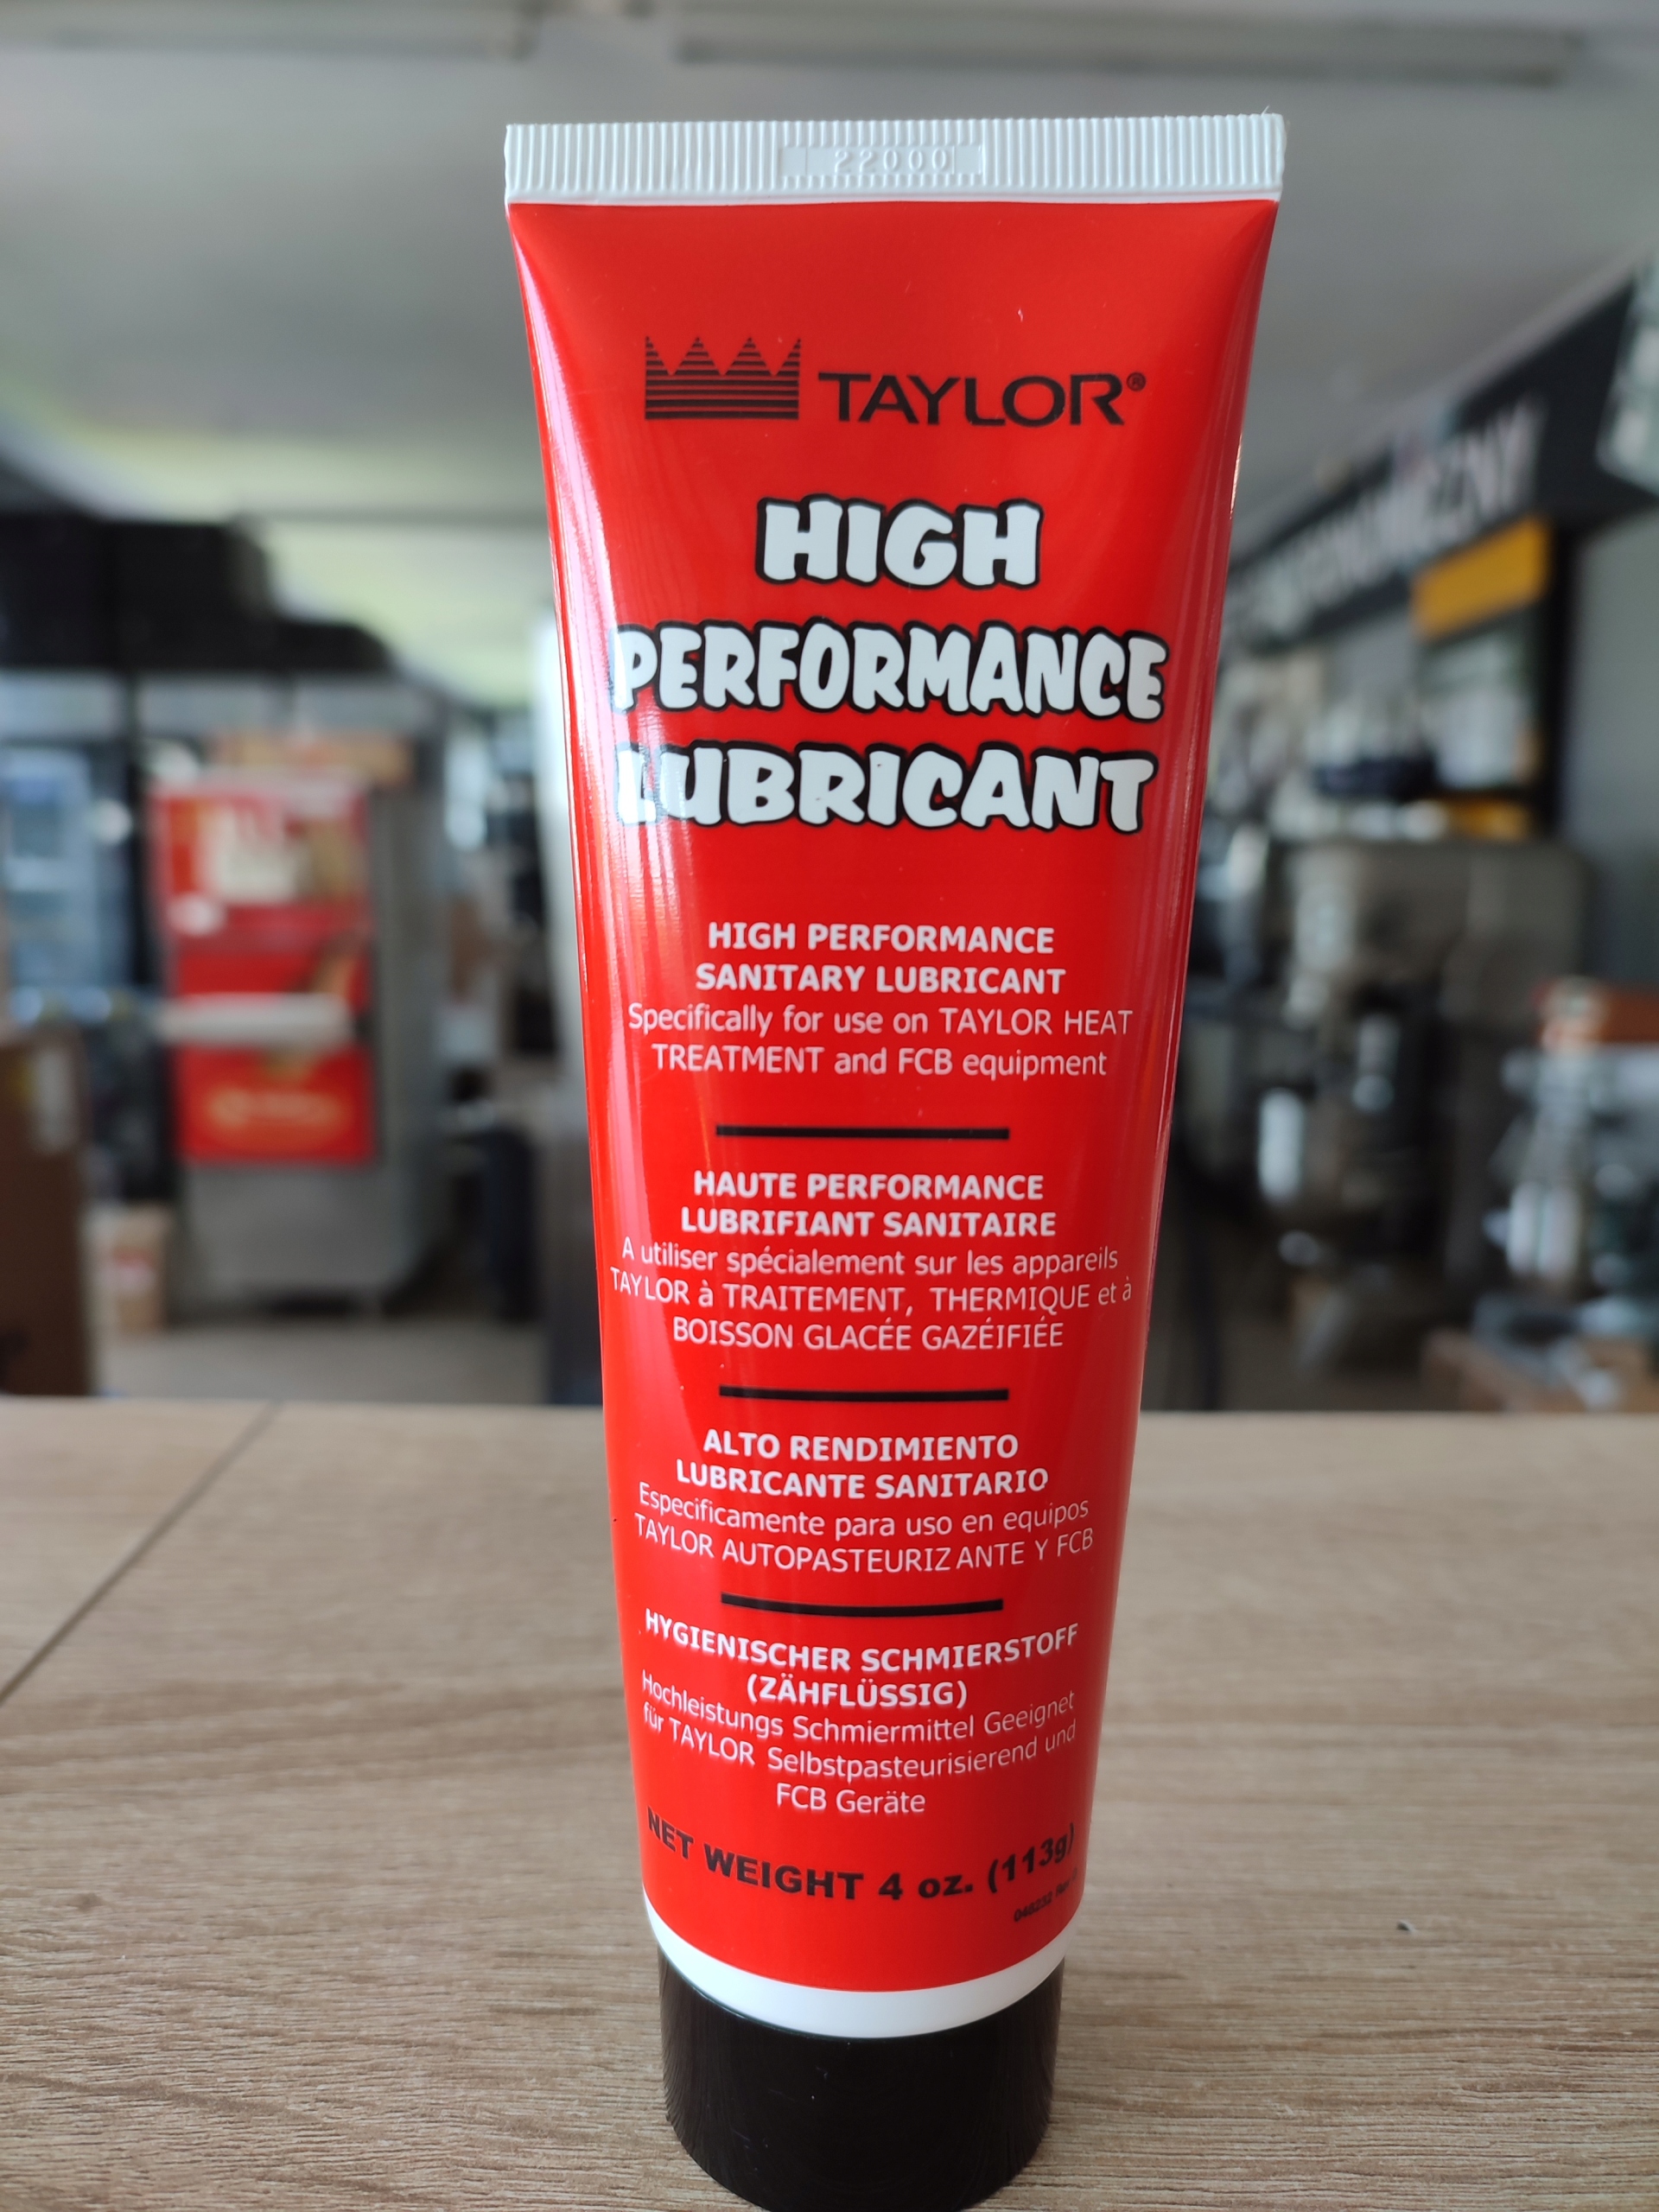 22000
TAYLOR®
HIGH
PERFORMANCE
LUBRICANT
HIGH PERFORMANCE
SANITARY LUBRICANT
Specifically for use on TAYLOR HEAT
TREATMENT and FCB equipment
HAUTE PERFORMANCE
LUBRIFIANT SANITAIRE
A utiliser spécialement sur les appareils
TAYLOR à TRAITEMENT, THERMIQUE et à
BOISSON GLACÉE GAZÉIFIÉE
ALTO RENDIMIENTO
LUBRICANTE SANITARIO
Especificamente para uso en equipos
TAYLOR AUTOPASTEURIZANTE Y FCB
HYGIENISCHER SCHMIERSTOFF
(ZÄHFLÜSSIG)
Hochleistungs Schmiermittel Geeignet
für TAYLOR Selbstpasteurisierend und
FCB Geräte
NET WEIGHT 4 oz. (113g)